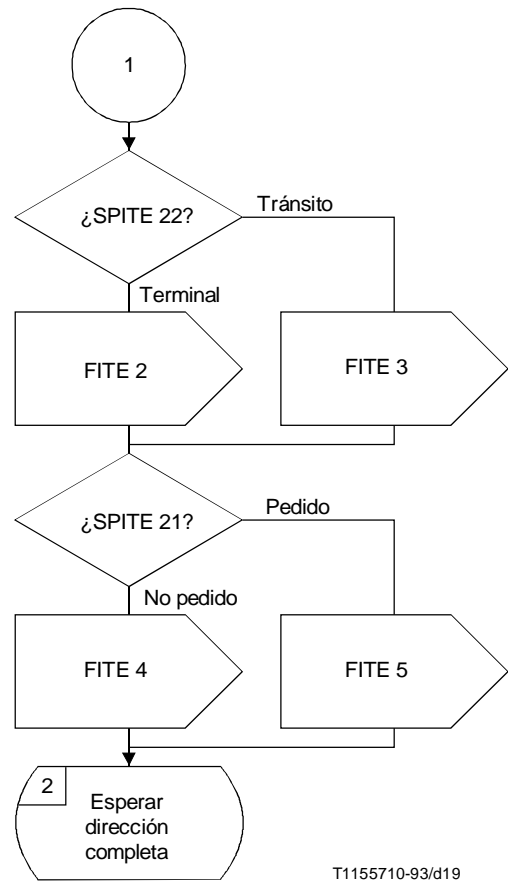 1
¿SPITE 22?
Tránsito
Terminal
FITE 2
FITE 3
¿SPITE 21?
Pedido
No pedido
FITE 4
FITE 5
2
Esperar
dirección
completa
T1155710-93/d19